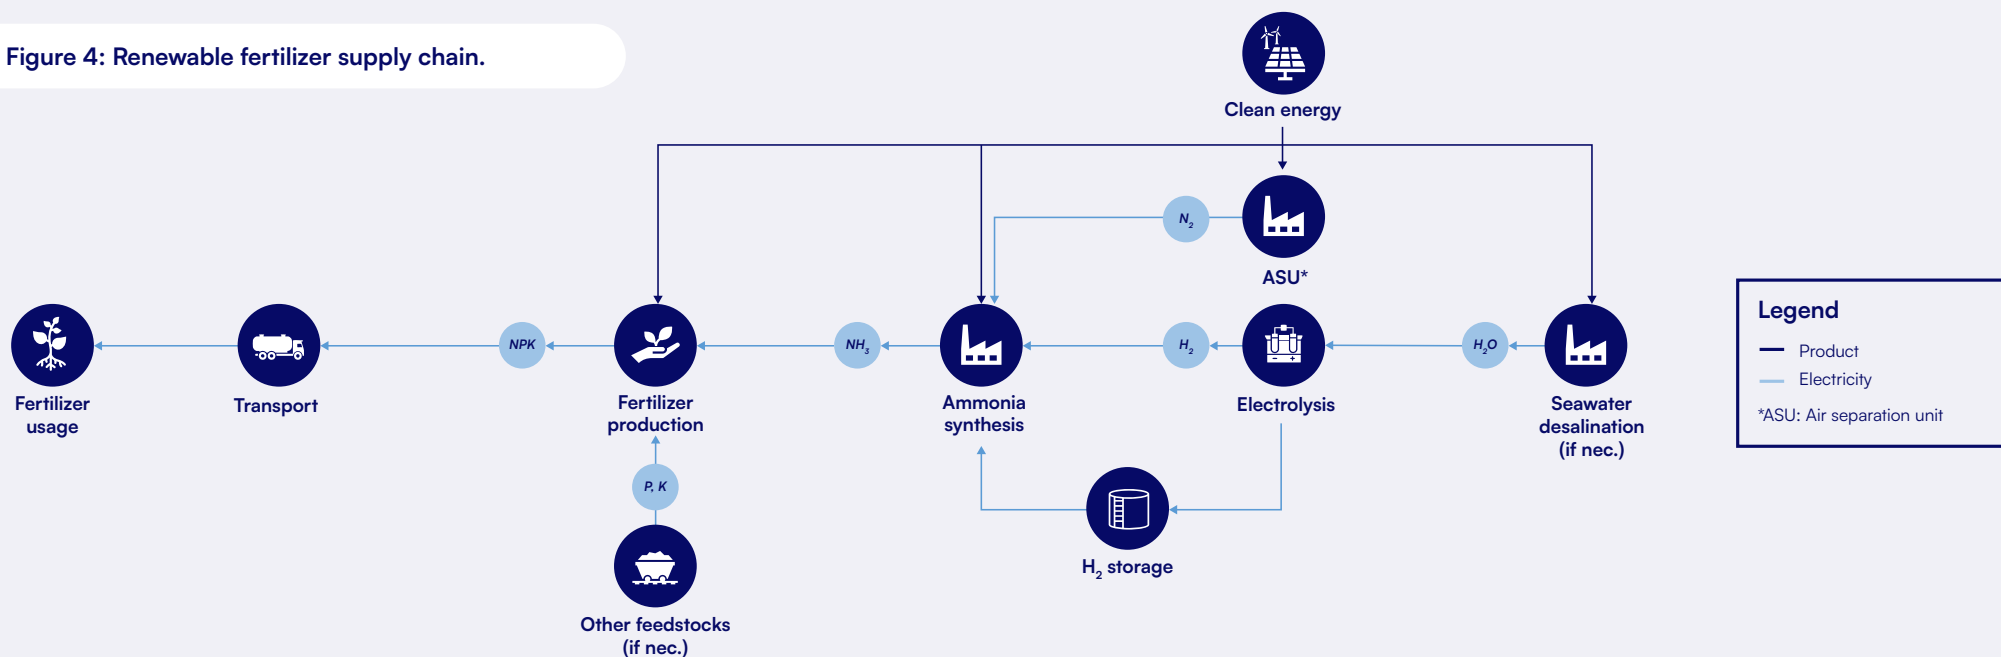 Figure 4: Renewable fertilizer supply chain.
Clean energy
N₂
ASU*
NPK
NH₃
H₂
H₂O
Fertilizer
usage
Transport
Fertilizer
production
Ammonia
synthesis
Electrolysis
Seawater
desalination
(if nec.)
P, K
H₂ storage
Other feedstocks
(if nec.)
Legend
Product
Electricity
*ASU: Air separation unit